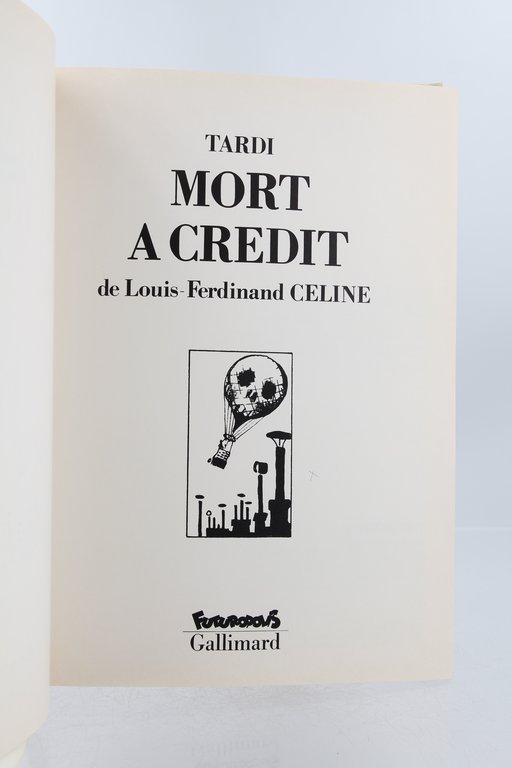 TARDI
MORT
A CREDIT
de Louis-Ferdinand CELINE
FUTUROPOLIS
Gallimard